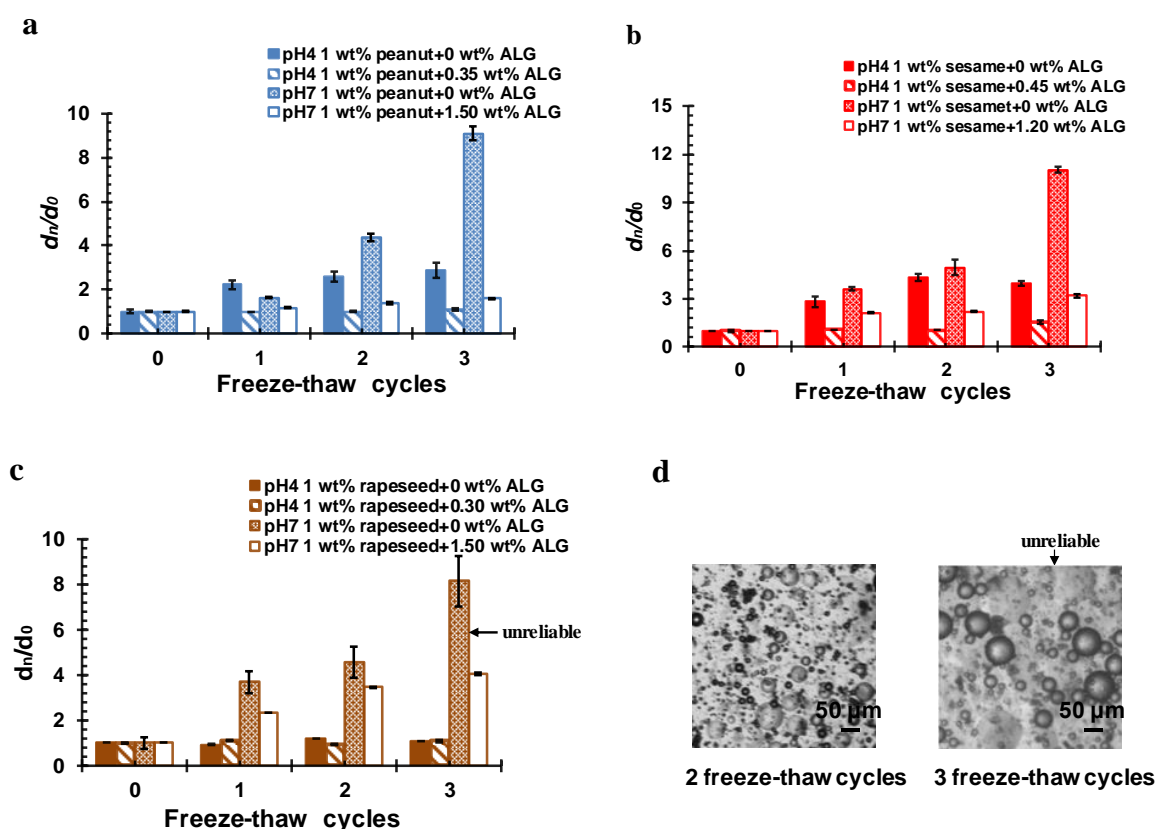 a
pH4 1 wt% peanut+0 wt% ALG
pH4 1 wt% peanut+0.35 wt% ALG
pH7 1 wt% peanut+0 wt% ALG
pH7 1 wt% peanut+1.50 wt% ALG
10
8
6
4
2
0
dn/d0
0 1 2 3
Freeze-thaw cycles
b
pH4 1 wt% sesame+0 wt% ALG
pH4 1 wt% sesame+0.45 wt% ALG
pH7 1 wt% sesamet+0 wt% ALG
pH7 1 wt% sesame+1.20 wt% ALG
15
12
9
6
3
0
dn/d0
0 1 2 3
Freeze-thaw cycles
c
pH4 1 wt% rapeseed+0 wt% ALG
pH4 1 wt% rapeseed+0.30 wt% ALG
pH7 1 wt% rapeseed+0 wt% ALG
pH7 1 wt% rapeseed+1.50 wt% ALG
10
8
6
4
2
0
dn/d0
unreliable
0 1 2 3
Freeze-thaw cycles
d
unreliable
50 µm
50 µm
2 freeze-thaw cycles
3 freeze-thaw cycles